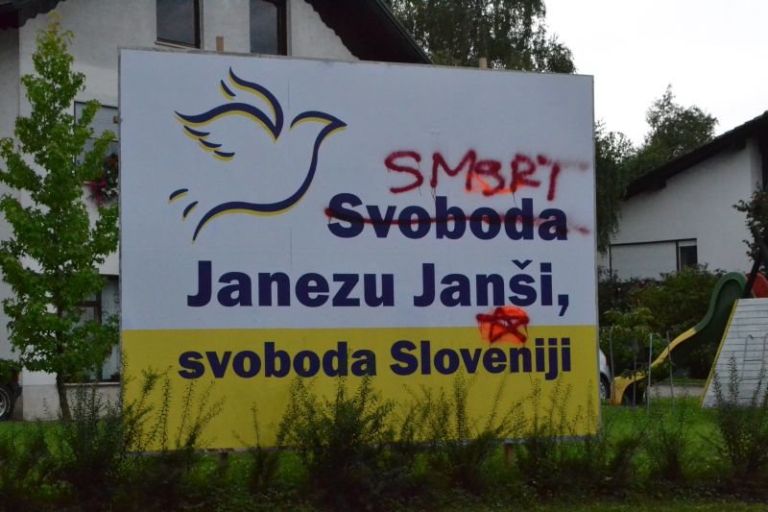 SMRT
Svoboda
Janezu Janši,
svoboda Sloveniji